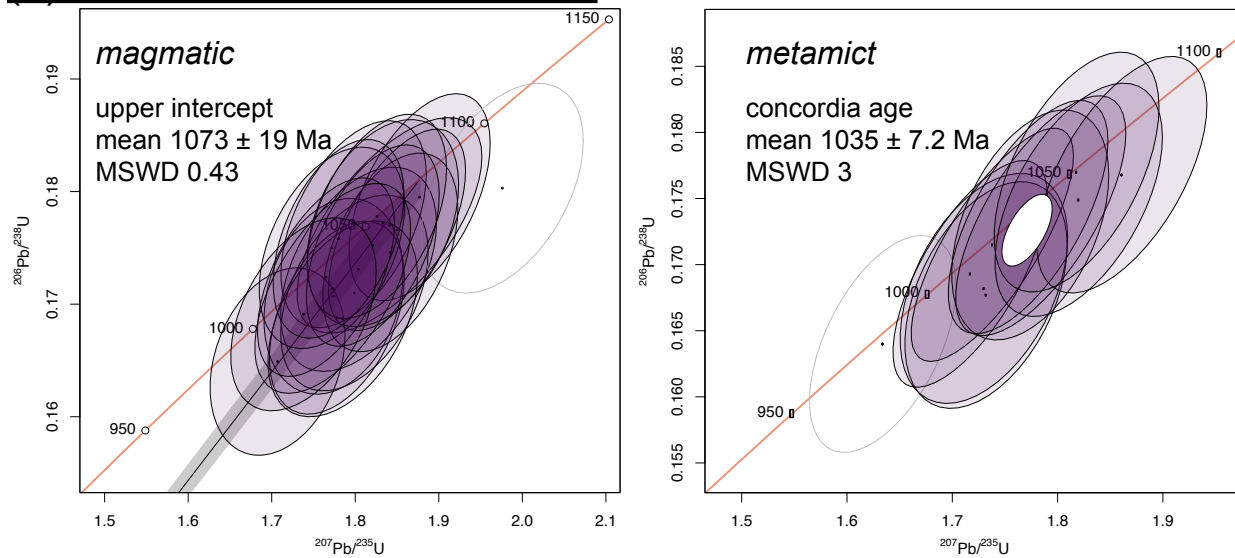 magmatic
upper intercept
mean 1073 ± 19 Ma
MSWD 0.43
1150
1100
1050
1000
950
0.19
0.18
0.17
0.16
206Pb/238U
1.5 1.6 1.7 1.8 1.9 2.0 2.1
207Pb/235U
metamict
concordia age
mean 1035 ± 7.2 Ma
MSWD 3
1100
1050
1000
950
0.185
0.180
0.175
0.170
0.165
0.160
0.155
206Pb/238U
1.5 1.6 1.7 1.8 1.9
207Pb/235U